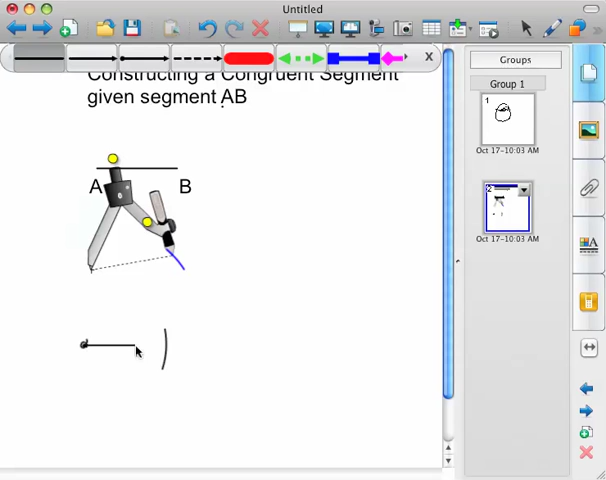 Untitled
X
Groups
Constructing a Congruent Segment
given segment AB
Group 1
1
Oct 17-10:03 AM
A
B
2
Oct 17-10:03 AM